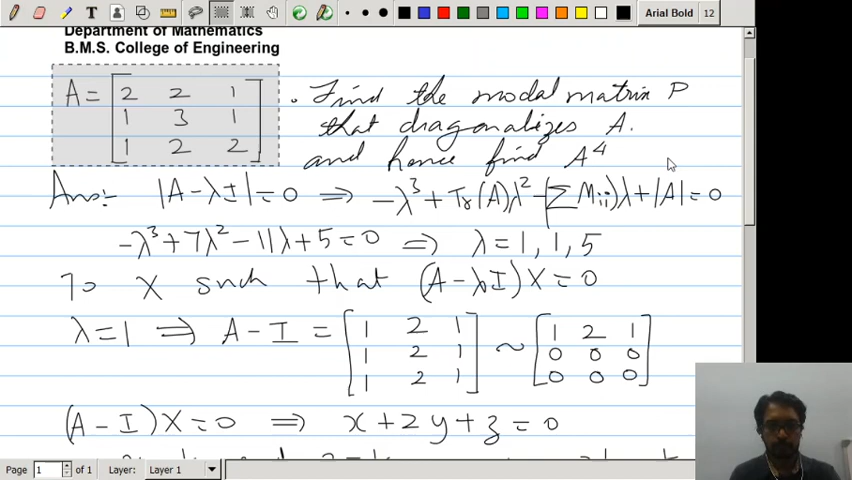 Arial Bold 12
Department of Mathematics
B.M.S. College of Engineering
A = [2 2 1
1 3 1
1 2 2] . Find the modal matrix P
that dragonalizes A.
and hence find A⁴
Ans:- |A-λI|=0 ⇒ -λ³+Tr(A)λ²-(∑Mii)λ+|A|=0
-λ³+7λ²-11λ+5=0 ⇒ λ=1,1,5
To X such that (A-λI)X=0
λ=1 ⇒ A-I = [1 2 1
1 2 1
1 2 1] ~ [1 2 1
0 0 0
0 0 0]
(A-I)X=0 ⇒ x+2y+z=0
Page 1 of 1 Layer: Layer 1